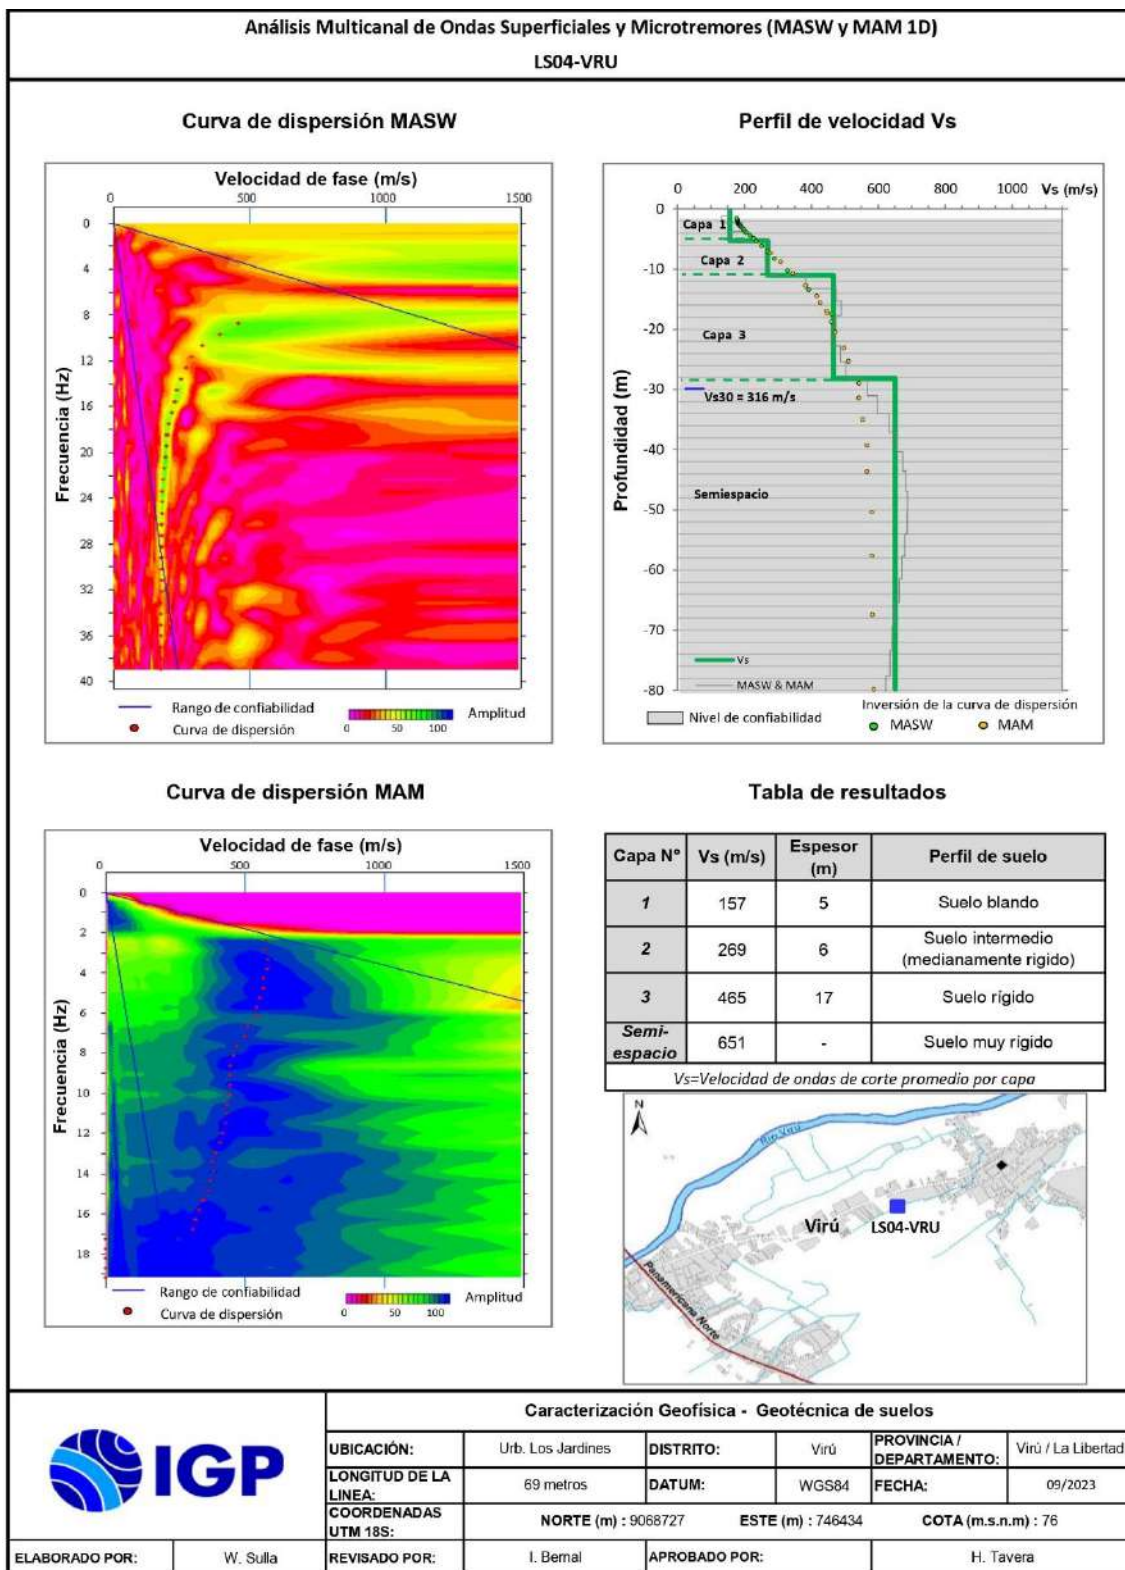 Análisis Multicanal de Ondas Superficiales y Microtremores (MASW y MAM 1D)
LS04-VRU
Curva de dispersión MASW
Velocidad de fase (m/s)
0 500 1000 1500
Frecuencia (Hz)
0
4
8
12
16
20
24
28
32
36
40
Rango de confiabilidad
Curva de dispersión
0 50 100
Amplitud
Perfil de velocidad Vs
0 200 400 600 800 1000 Vs (m/s)
Profundidad (m)
0
-10
-20
-30
-40
-50
-60
-70
-80
Capa 1
Capa 2
Capa 3
Vs30 = 316 m/s
Semiespacio
Vs
MASW & MAM
Nivel de confiabilidad
Inversión de la curva de dispersión
MASW MAM
Curva de dispersión MAM
Velocidad de fase (m/s)
0 500 1000 1500
Frecuencia (Hz)
0
2
4
6
8
10
12
14
16
18
Rango de confiabilidad
Curva de dispersión
0 50 100
Amplitud
Tabla de resultados
Capa N° Vs (m/s) Espesor (m) Perfil de suelo
1 157 5 Suelo blando
2 269 6 Suelo intermedio (medianamente rigido)
3 465 17 Suelo rígido
Semi-espacio 651 - Suelo muy rigido
Vs=Velocidad de ondas de corte promedio por capa
N
Río Virú
Virú
LS04-VRU
Panamericana Norte
IGP
Caracterización Geofísica - Geotécnica de suelos
UBICACIÓN: Urb. Los Jardines DISTRITO: Virú PROVINCIA / DEPARTAMENTO: Virú / La Libertad
LONGITUD DE LA LINEA: 69 metros DATUM: WGS84 FECHA: 09/2023
COORDENADAS UTM 18S: NORTE (m) : 9068727 ESTE (m) : 746434 COTA (m.s.n.m) : 76
ELABORADO POR: W. Sulla REVISADO POR: I. Bernal APROBADO POR: H. Tavera